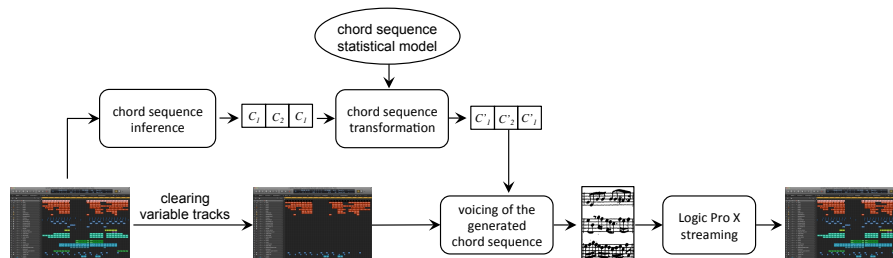 chord sequence
statistical model
chord sequence
inference
C1 C2 C1
chord sequence
transformation
C'1 C'2 C'1
clearing
variable tracks
voicing of the
generated
chord sequence
Logic Pro X
streaming